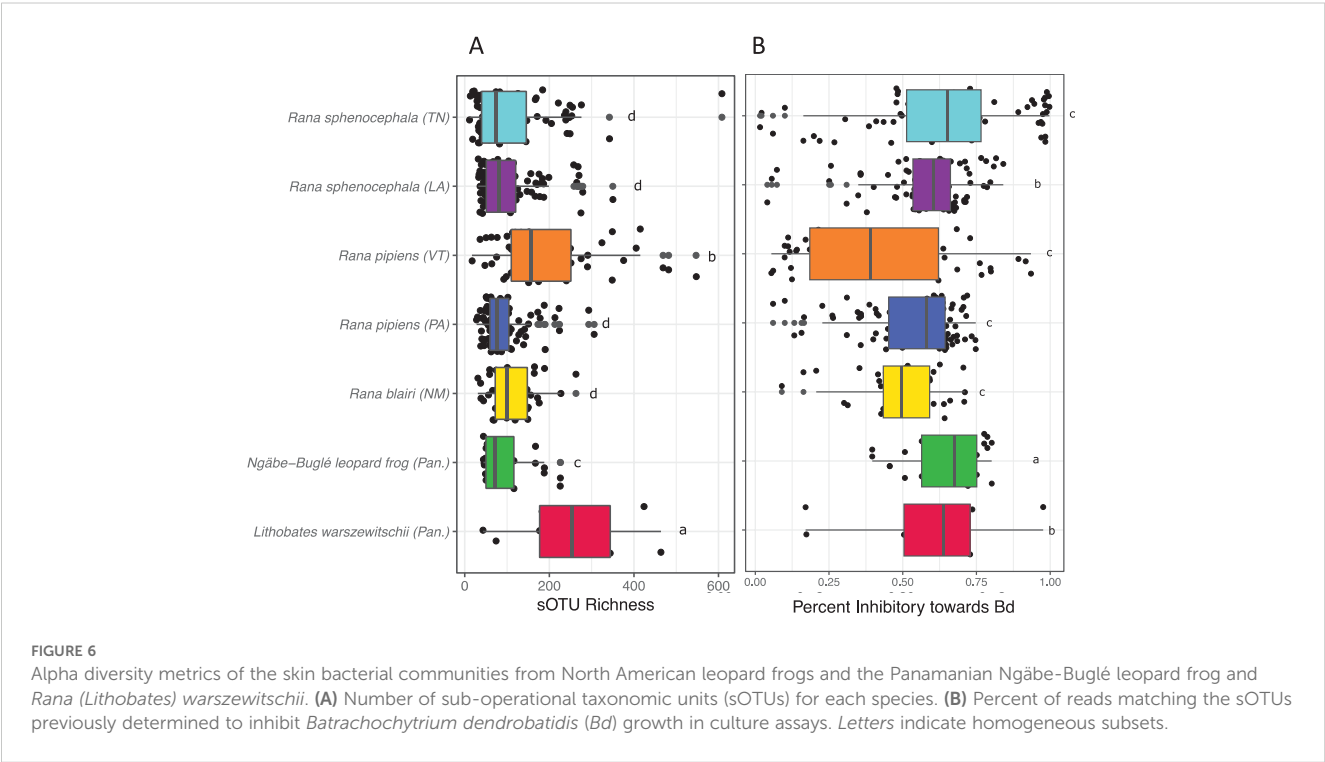 A
B
Rana sphenocephala (TN)
d
c
Rana sphenocephala (LA)
d
b
Rana pipiens (VT)
b
c
Rana pipiens (PA)
d
c
Rana blairi (NM)
d
c
Ngäbe–Buglé leopard frog (Pan.)
c
a
Lithobates warszewitschii (Pan.)
a
b
0 200 400 600
0.00 0.25 0.50 0.75 1.00
sOTU Richness
Percent Inhibitory towards Bd
FIGURE 6
Alpha diversity metrics of the skin bacterial communities from North American leopard frogs and the Panamanian Ngäbe-Buglé leopard frog and
Rana (Lithobates) warszewitschii. (A) Number of sub-operational taxonomic units (sOTUs) for each species. (B) Percent of reads matching the sOTUs
previously determined to inhibit Batrachochytrium dendrobatidis (Bd) growth in culture assays. Letters indicate homogeneous subsets.